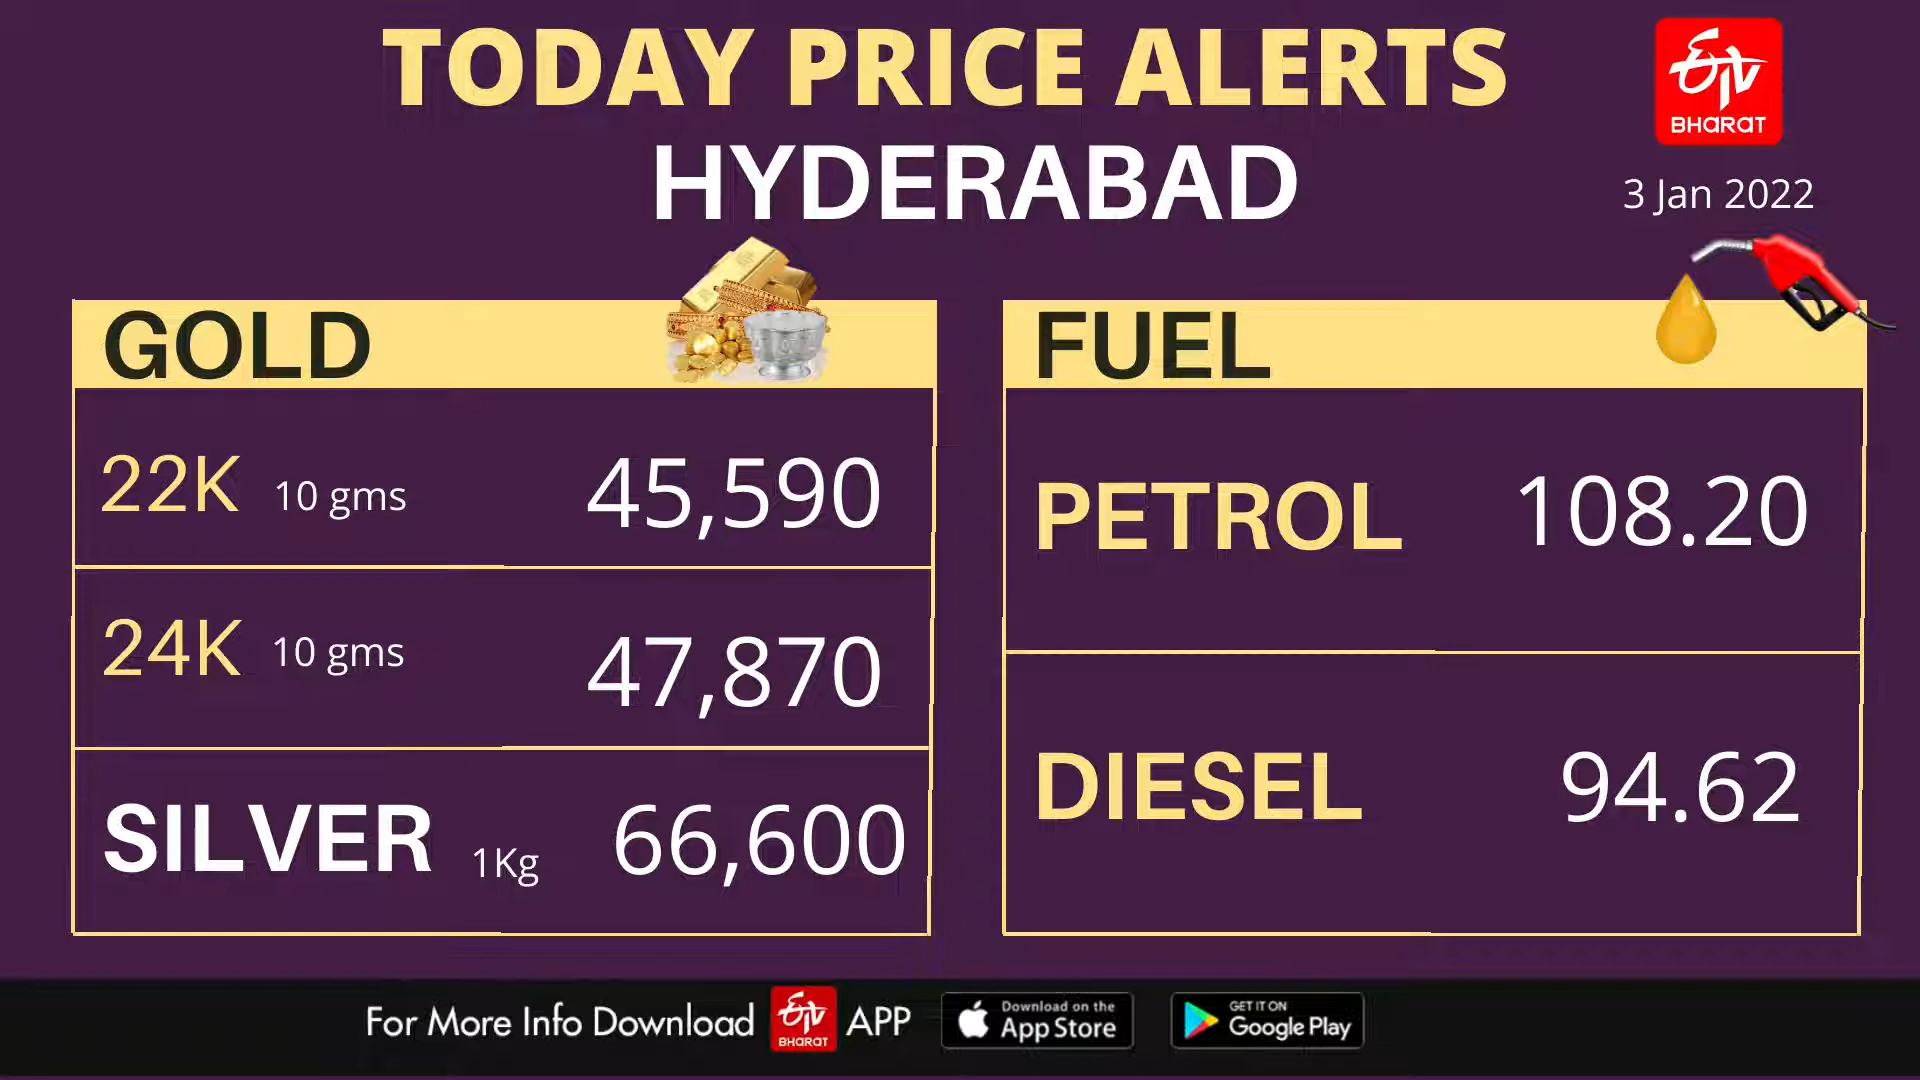 TODAY PRICE ALERTS
HYDERABAD
ETV
BHARAT
3 Jan 2022
GOLD
22K 10 gms 45,590
24K 10 gms 47,870
SILVER 1Kg 66,600
FUEL
PETROL 108.20
DIESEL 94.62
For More Info Download ETV BHARAT APP
Download on the
App Store
GET IT ON
Google Play